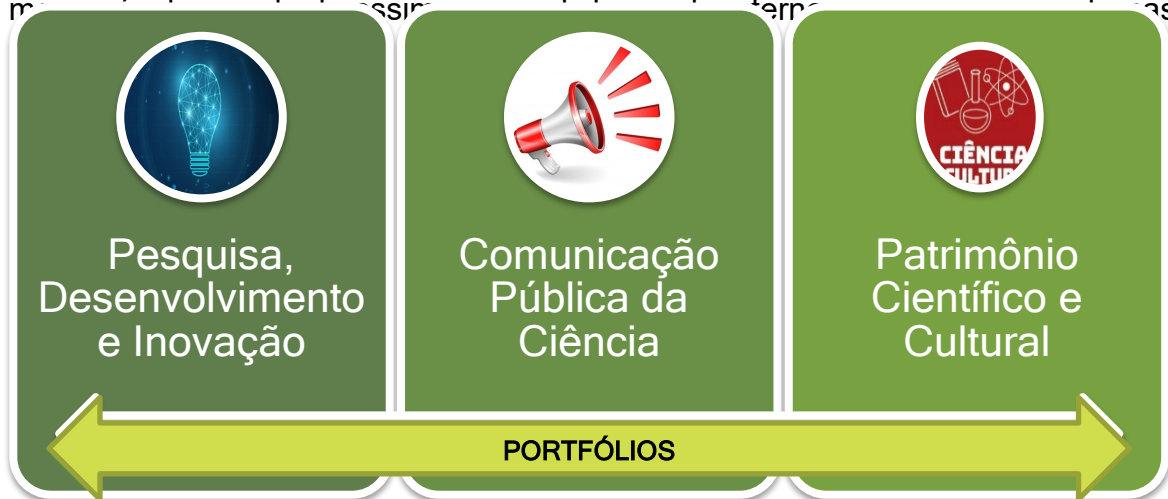 Pesquisa,
Desenvolvimento
e Inovação
Comunicação
Pública da
Ciência
CIÊNCIA
Patrimônio
Científico e
Cultural
PORTFÓLIOS